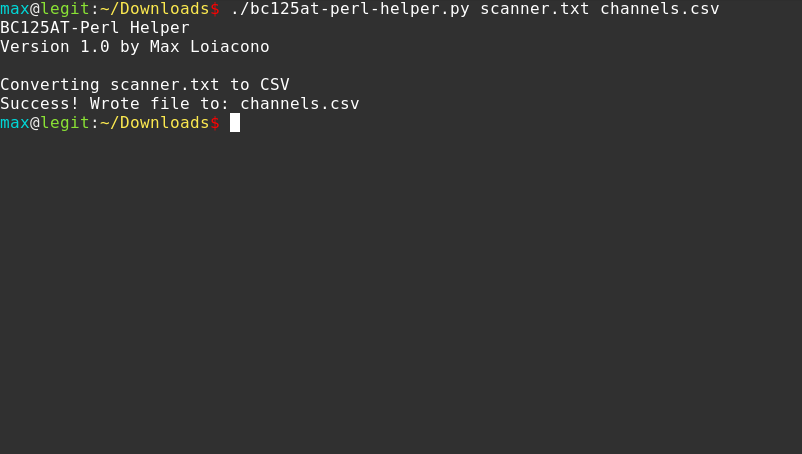 max@legit:~/Downloads$ ./bc125at-perl-helper.py scanner.txt channels.csv
BC125AT-Perl Helper
Version 1.0 by Max Loiacono
Converting scanner.txt to CSV
Success! Wrote file to: channels.csv
max@legit:~/Downloads$